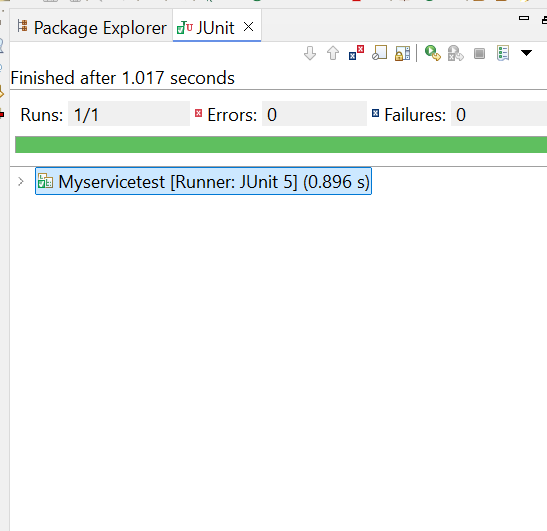 Package Explorer JUnit
Finished after 1.017 seconds
Runs: 1/1 Errors: 0 Failures: 0
Myservicetest [Runner: JUnit 5] (0.896 s)